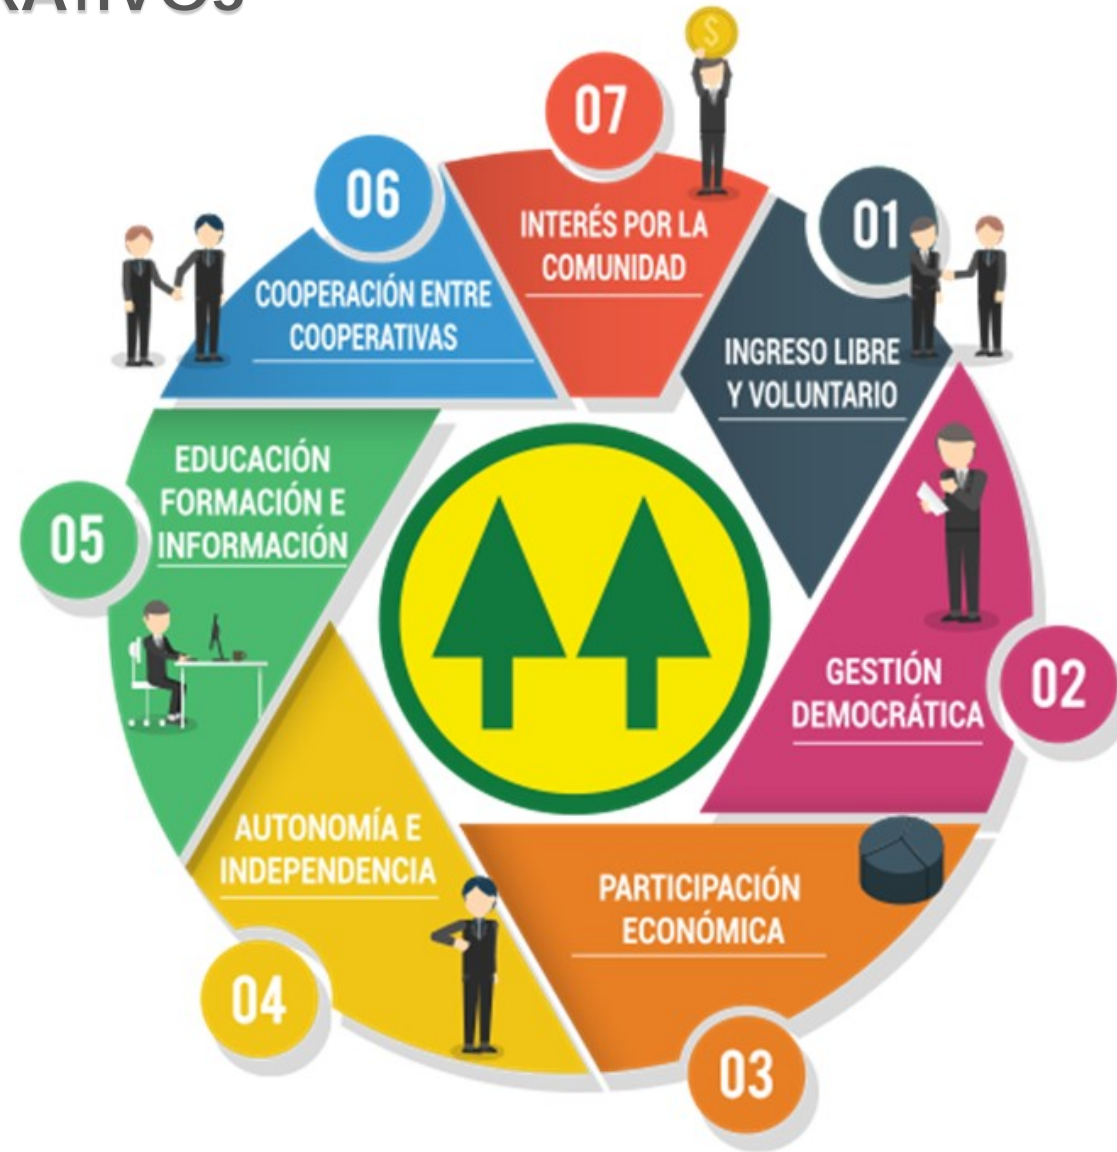 07
INTERÉS POR LA
COMUNIDAD
01
INGRESO LIBRE
Y VOLUNTARIO
02
GESTIÓN
DEMOCRÁTICA
03
PARTICIPACIÓN
ECONÓMICA
04
AUTONOMÍA E
INDEPENDENCIA
05
EDUCACIÓN
FORMACIÓN E
INFORMACIÓN
06
COOPERACIÓN ENTRE
COOPERATIVAS
$